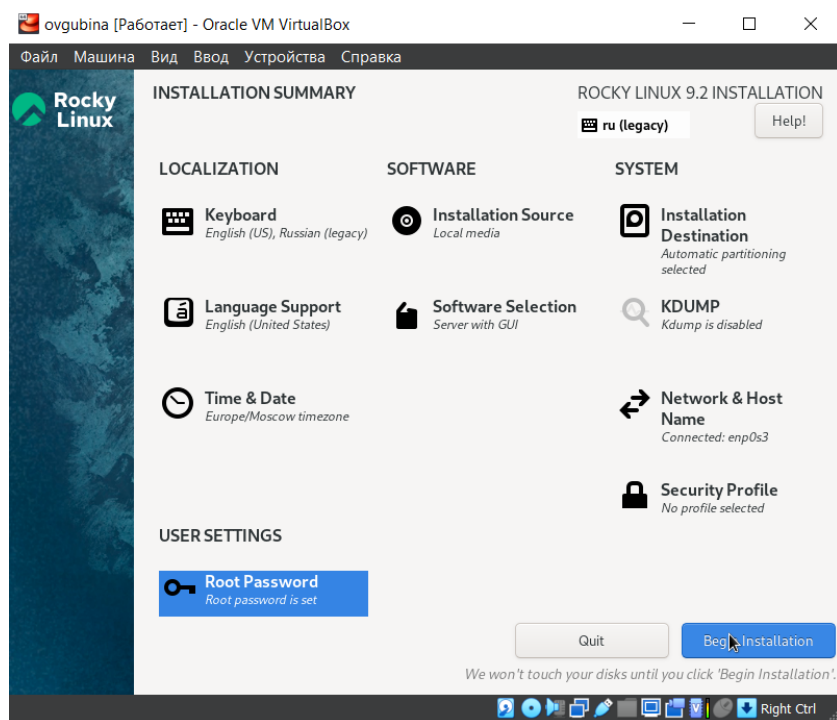 ovgubina [Работает] - Oracle VM VirtualBox
Файл Машина Вид Ввод Устройства Справка
Rocky
Linux
INSTALLATION SUMMARY
ROCKY LINUX 9.2 INSTALLATION
ru (legacy)
Help!
LOCALIZATION
Keyboard
English (US), Russian (legacy)
Language Support
English (United States)
Time & Date
Europe/Moscow timezone
SOFTWARE
Installation Source
Local media
Software Selection
Server with GUI
SYSTEM
Installation
Destination
Automatic partitioning
selected
KDUMP
Kdump is disabled
Network & Host
Name
Connected: enp0s3
Security Profile
No profile selected
USER SETTINGS
Root Password
Root password is set
Quit
Begin Installation
We won't touch your disks until you click 'Begin Installation'.
Right Ctrl